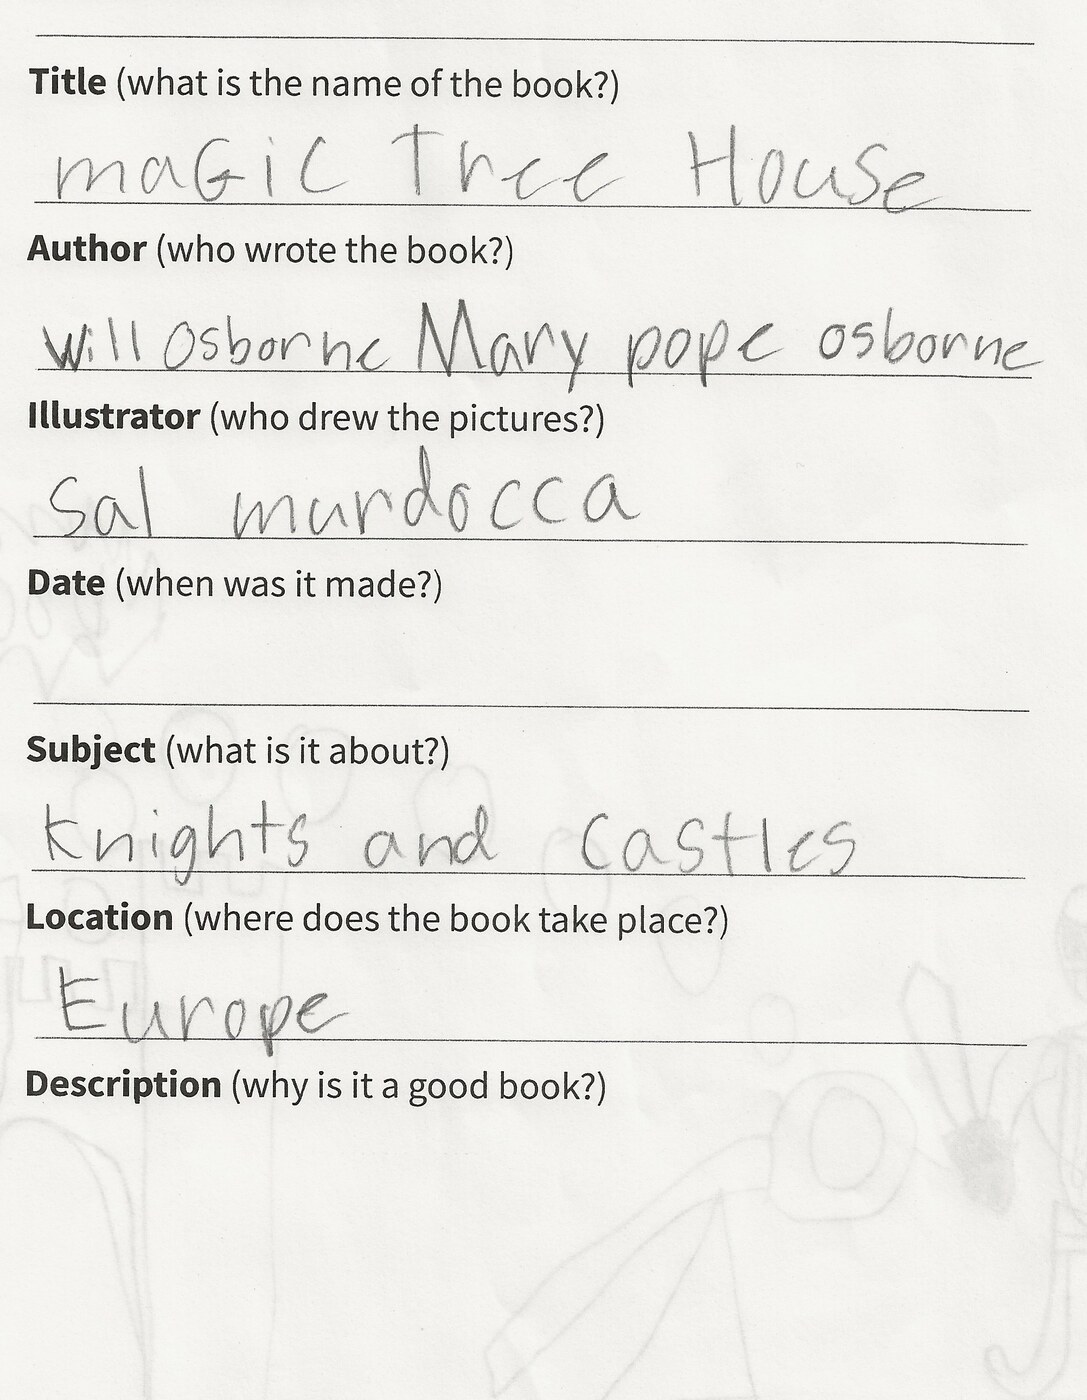 Title (what is the name of the book?)
maGic Tree House
Author (who wrote the book?)
Will Osborne Mary pope osborne
Illustrator (who drew the pictures?)
Sal murdocca
Date (when was it made?)
Subject (what is it about?)
Knights and Castles
Location (where does the book take place?)
Europe
Description (why is it a good book?)